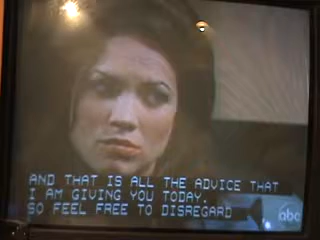 AND THAT IS ALL THE ADVICE THAT
I AM GIVING YOU TODAY.
SO FEEL FREE TO DISREGARD
abc